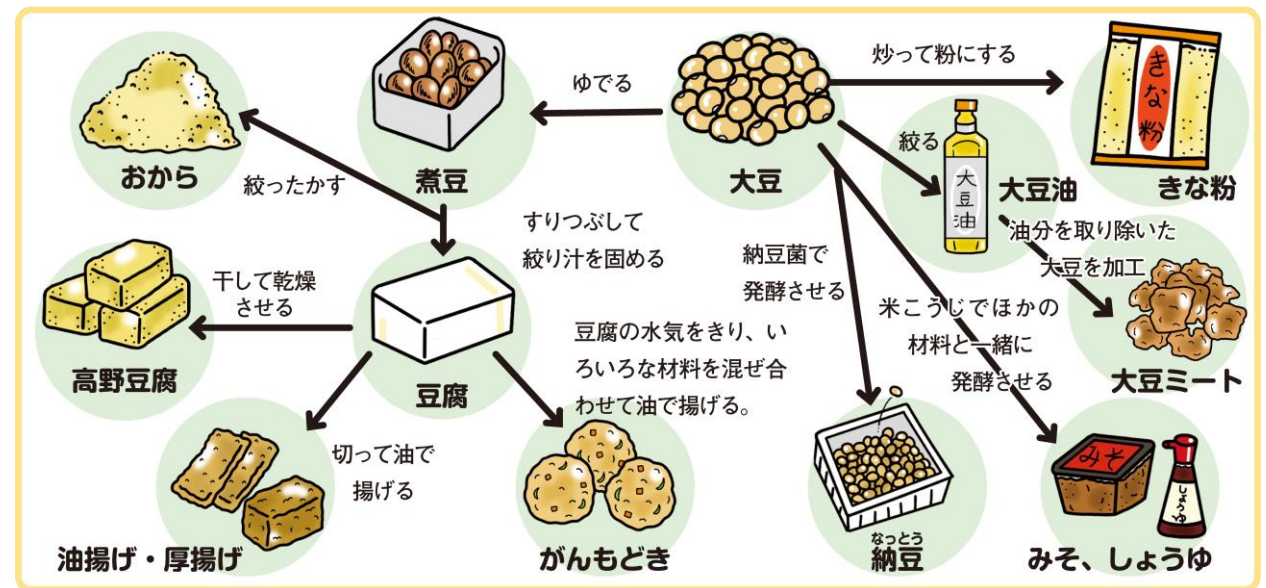 炒って粉にする
きな粉
きな粉
ゆでる
絞る
大豆油
大豆油
大豆
煮豆
おから
絞ったかす
すりつぶして
絞り汁を固める
油分を取り除いた
大豆を加工
大豆ミート
納豆菌で
発酵させる
米こうじでほかの
材料と一緒に
発酵させる
干して乾燥
させる
高野豆腐
豆腐
豆腐の水気をきり、い
ろいろな材料を混ぜ合
わせて油で揚げる。
切って油で
揚げる
油揚げ・厚揚げ
がんもどき
なっとう
納豆
みそ
しょうゆ
みそ、しょうゆ